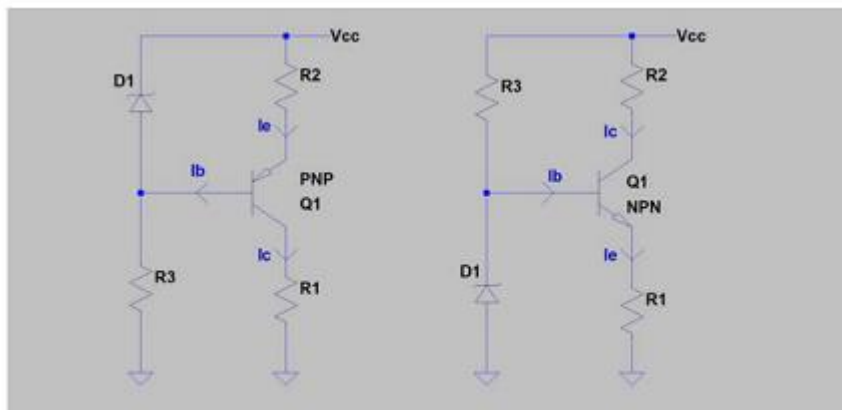 Vcc
R2
D1
Ie
Ib
PNP
Q1
Ic
R3
R1
Vcc
R2
R3
Ic
Ib
Q1
NPN
Ie
D1
R1